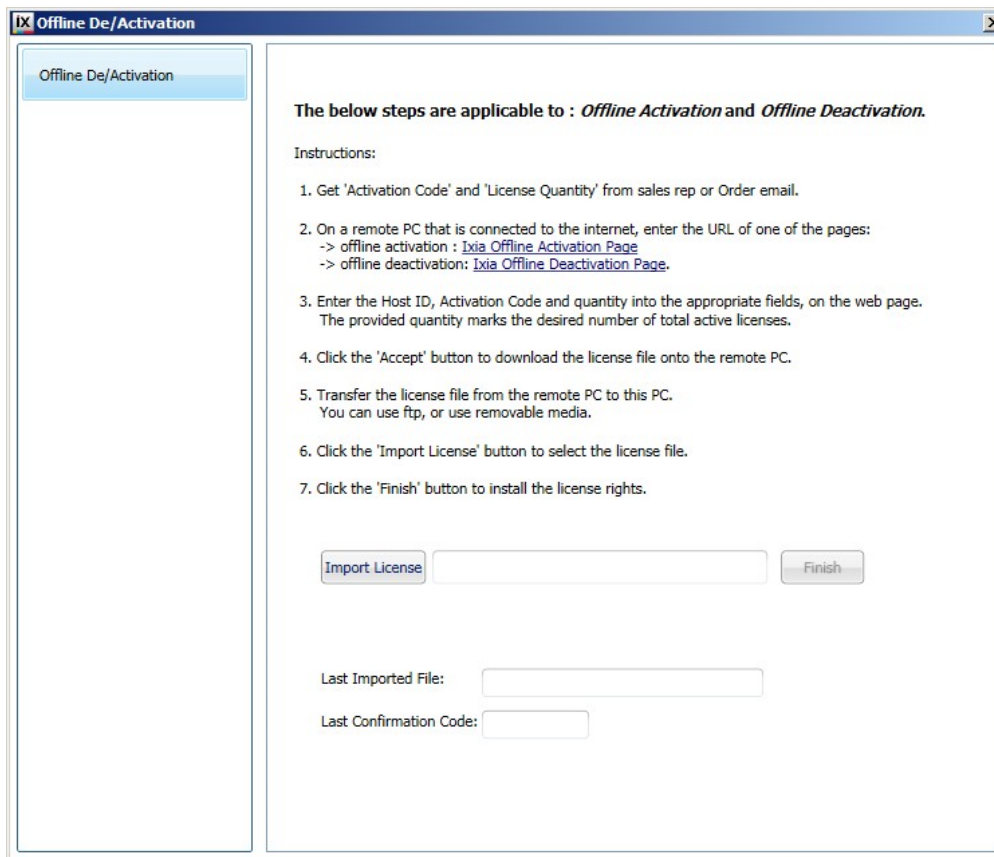 IX Offline De/Activation
Offline De/Activation
The below steps are applicable to : Offline Activation and Offline Deactivation.
Instructions:
1. Get 'Activation Code' and 'License Quantity' from sales rep or Order email.
2. On a remote PC that is connected to the internet, enter the URL of one of the pages:
-> offline activation : Ixia Offline Activation Page
-> offline deactivation: Ixia Offline Deactivation Page.
3. Enter the Host ID, Activation Code and quantity into the appropriate fields, on the web page.
The provided quantity marks the desired number of total active licenses.
4. Click the 'Accept' button to download the license file onto the remote PC.
5. Transfer the license file from the remote PC to this PC.
You can use ftp, or use removable media.
6. Click the 'Import License' button to select the license file.
7. Click the 'Finish' button to install the license rights.
Import License Finish
Last Imported File:
Last Confirmation Code: